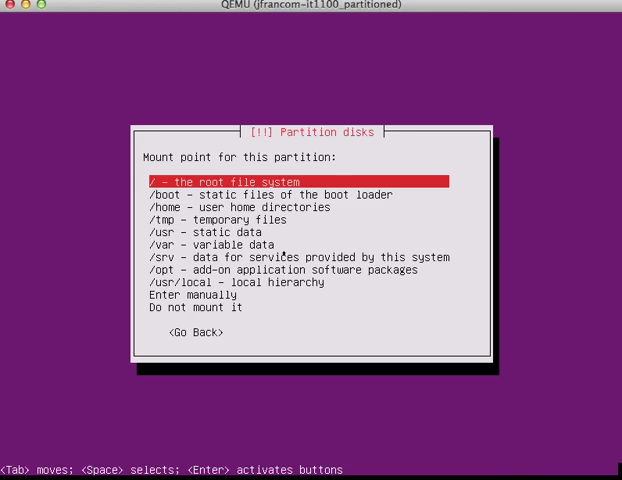 QEMU (jfrancom-it1100_partitioned)
[!!] Partition disks
Mount point for this partition:
/ - the root file system
/boot - static files of the boot loader
/home - user home directories
/tmp - temporary files
/usr - static data
/var - variable data
/srv - data for services provided by this system
/opt - add-on application software packages
/usr/local - local hierarchy
Enter manually
Do not mount it
<Go Back>
<Tab> moves; <Space> selects; <Enter> activates buttons